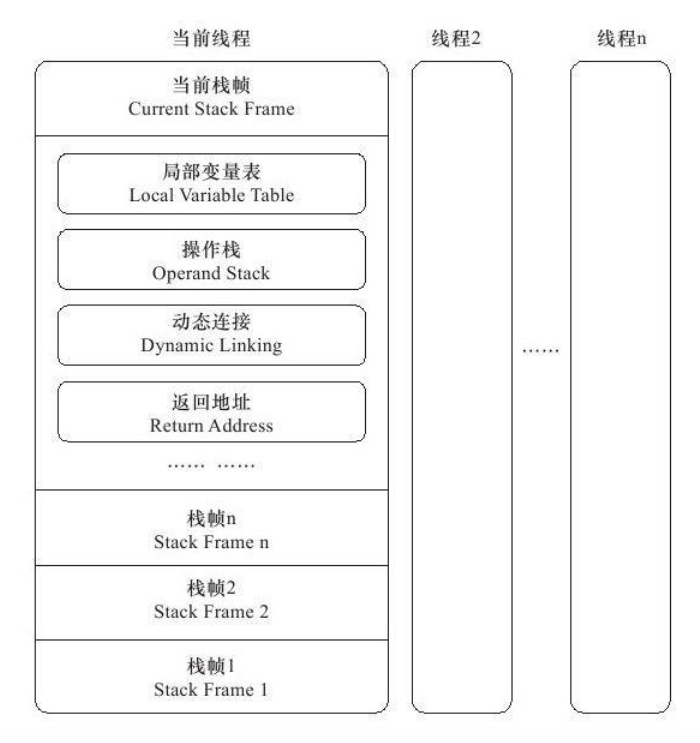 当前线程
线程2
线程n
当前栈帧
Current Stack Frame
局部变量表
Local Variable Table
操作栈
Operand Stack
动态连接
Dynamic Linking
返回地址
Return Address
…… ……
……
栈帧n
Stack Frame n
栈帧2
Stack Frame 2
栈帧1
Stack Frame 1